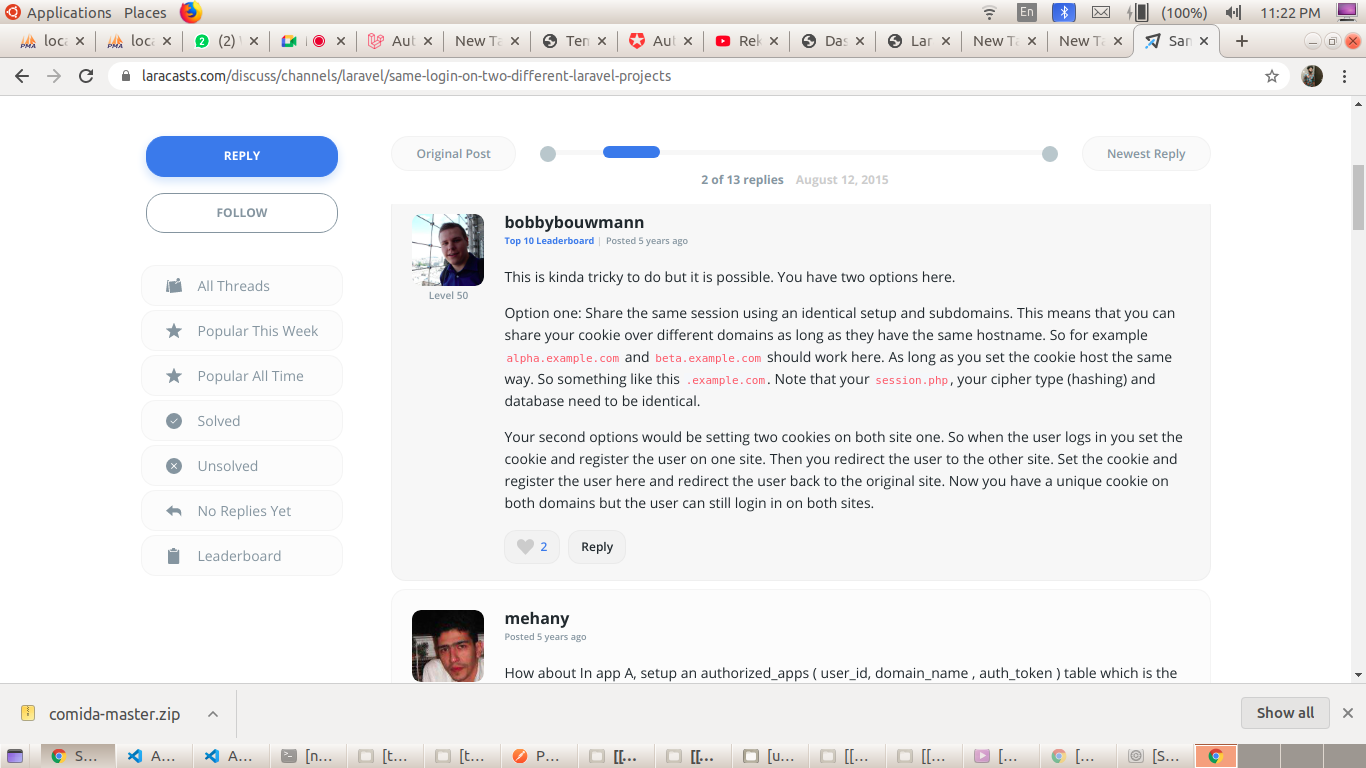 Applications Places En (100%) 11:22 PM
loca loca (2) Aut New Ta Ten Aut Rek Das Lar New Ta New Ta San
laracasts.com/discuss/channels/laravel/same-login-on-two-different-laravel-projects
REPLY
FOLLOW
All Threads
Popular This Week
Popular All Time
Solved
Unsolved
No Replies Yet
Leaderboard
Original Post
Newest Reply
2 of 13 replies August 12, 2015
bobbybouwmann
Top 10 Leaderboard | Posted 5 years ago
Level 50
This is kinda tricky to do but it is possible. You have two options here.
Option one: Share the same session using an identical setup and subdomains. This means that you can
share your cookie over different domains as long as they have the same hostname. So for example
alpha.example.com and beta.example.com should work here. As long as you set the cookie host the same
way. So something like this .example.com. Note that your session.php, your cipher type (hashing) and
database need to be identical.
Your second options would be setting two cookies on both site one. So when the user logs in you set the
cookie and register the user on one site. Then you redirect the user to the other site. Set the cookie and
register the user here and redirect the user back to the original site. Now you have a unique cookie on
both domains but the user can still login in on both sites.
2 Reply
mehany
Posted 5 years ago
How about In app A, setup an authorized_apps ( user_id, domain_name , auth_token ) table which is the
comida-master.zip
Show all
S... A... A... [n... [t... [t... P... [[... [[... [u... [[... [[... [... [... [S...